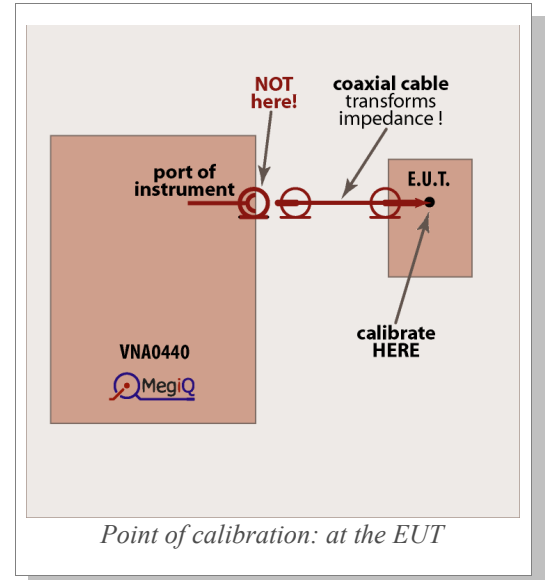 NOT
here!
coaxial cable
transforms
impedance !
port of
instrument
E.U.T.
calibrate
HERE
VNA0440
MegiQ
Point of calibration: at the EUT